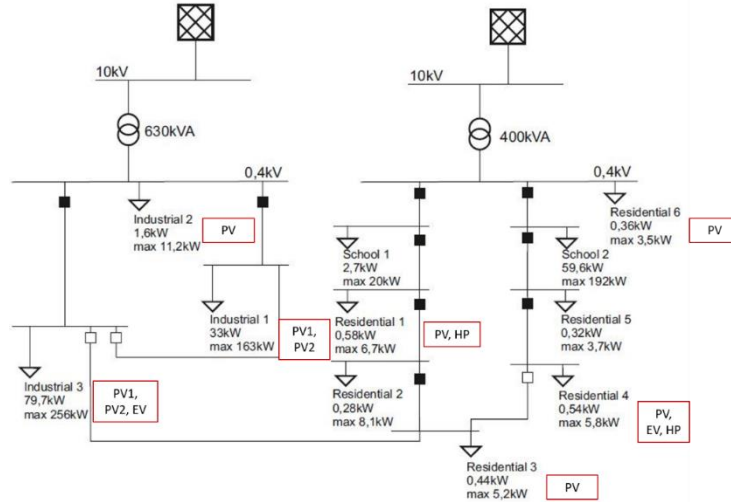 10kV
10kV
630kVA
400kVA
0,4kV
0,4kV
Industrial 2
1,6kW
max 11,2kW
PV
Residential 6
0,36kW
max 3,5kW
PV
School 1
2,7kW
max 20kW
School 2
59,6kW
max 192kW
Industrial 1
33kW
max 163kW
PV1,
PV2
Residential 1
0,58kW
max 6,7kW
PV, HP
Residential 5
0,32kW
max 3,7kW
Industrial 3
79,7kW
max 256kW
PV1,
PV2, EV
Residential 2
0,28kW
max 8,1kW
Residential 4
0,54kW
max 5,8kW
PV,
EV, HP
Residential 3
0,44kW
max 5,2kW
PV